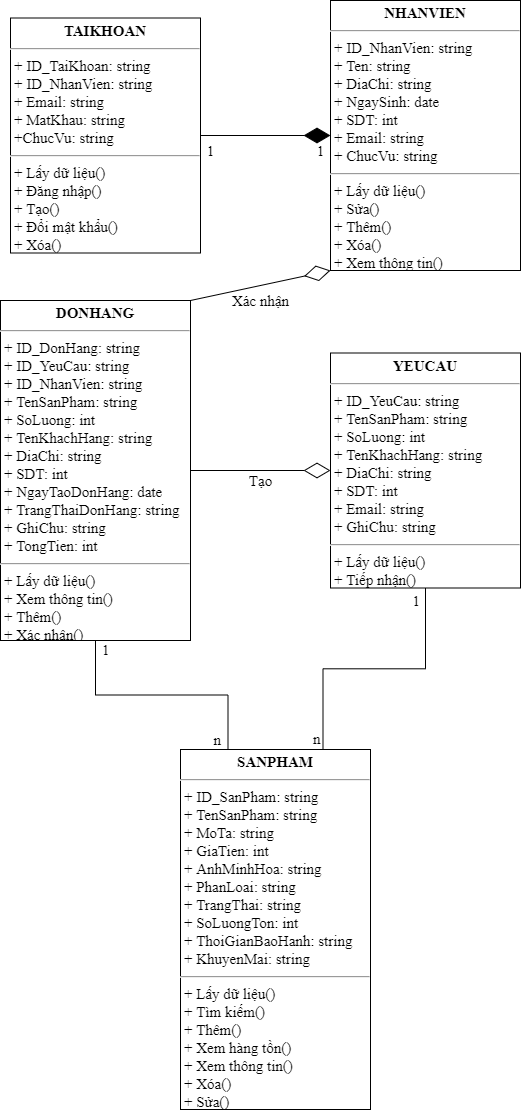 TAIKHOAN
+ ID_TaiKhoan: string
+ ID_NhanVien: string
+ Email: string
+ MatKhau: string
+ChucVu: string
+ Lấy dữ liệu()
+ Đăng nhập()
+ Tạo()
+ Đổi mật khẩu()
+ Xóa()
1
1
NHANVIEN
+ ID_NhanVien: string
+ Ten: string
+ DiaChi: string
+ NgaySinh: date
+ SDT: int
+ Email: string
+ ChucVu: string
+ Lấy dữ liệu()
+ Sửa()
+ Thêm()
+ Xóa()
+ Xem thông tin()
Xác nhận
DONHANG
+ ID_DonHang: string
+ ID_YeuCau: string
+ ID_NhanVien: string
+ TenSanPham: string
+ SoLuong: int
+ TenKhachHang: string
+ DiaChi: string
+ SDT: int
+ NgayTaoDonHang: date
+ TrangThaiDonHang: string
+ GhiChu: string
+ TongTien: int
+ Lấy dữ liệu()
+ Xem thông tin()
+ Thêm()
+ Xác nhận()
Tạo
YEUCAU
+ ID_YeuCau: string
+ TenSanPham: string
+ SoLuong: int
+ TenKhachHang: string
+ DiaChi: string
+ SDT: int
+ Email: string
+ GhiChu: string
+ Lấy dữ liệu()
+ Tiếp nhận()
1
1
n
n
SANPHAM
+ ID_SanPham: string
+ TenSanPham: string
+ MoTa: string
+ GiaTien: int
+ AnhMinhHoa: string
+ PhanLoai: string
+ TrangThai: string
+ SoLuongTon: int
+ ThoiGianBaoHanh: string
+ KhuyenMai: string
+ Lấy dữ liệu()
+ Tìm kiếm()
+ Thêm()
+ Xem hàng tồn()
+ Xem thông tin()
+ Xóa()
+ Sửa()